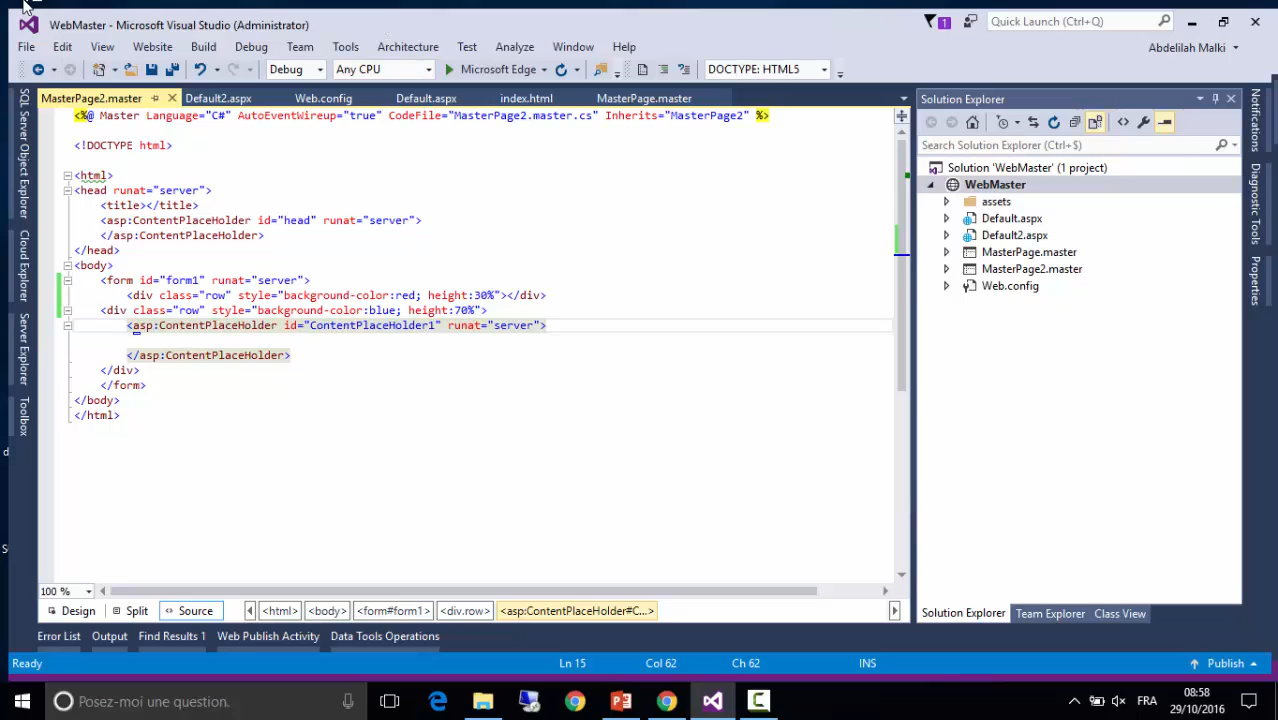 WebMaster - Microsoft Visual Studio (Administrator)
1
Quick Launch (Ctrl+Q)
File Edit View Website Build Debug Team Tools Architecture Test Analyze Window Help
Abdelilah Malki
Debug Any CPU Microsoft Edge DOCTYPE: HTML5
MasterPage2.master Default2.aspx Web.config Default.aspx index.html MasterPage.master
<%@ Master Language="C#" AutoEventWireup="true" CodeFile="MasterPage2.master.cs" Inherits="MasterPage2" %>
<!DOCTYPE html>
<html>
<head runat="server">
<title></title>
<asp:ContentPlaceHolder id="head" runat="server">
</asp:ContentPlaceHolder>
</head>
<body>
<form id="form1" runat="server">
<div class="row" style="background-color:red; height:30%"></div>
<div class="row" style="background-color:blue; height:70%">
<asp:ContentPlaceHolder id="ContentPlaceHolder1" runat="server">
</asp:ContentPlaceHolder>
</div>
</form>
</body>
</html>
100 %
Design Split Source <html> <body> <form#form1> <div.row> <asp:ContentPlaceHolder#C...>
SQL Server Object Explorer
Cloud Explorer
Server Explorer
Toolbox
Solution Explorer
Search Solution Explorer (Ctrl+$)
Solution 'WebMaster' (1 project)
WebMaster
assets
Default.aspx
Default2.aspx
MasterPage.master
MasterPage2.master
Web.config
Solution Explorer Team Explorer Class View
Notifications
Diagnostic Tools
Properties
Error List Output Find Results 1 Web Publish Activity Data Tools Operations
Ready Ln 15 Col 62 Ch 62 INS Publish
Posez-moi une question.
FRA
08:58
29/10/2016